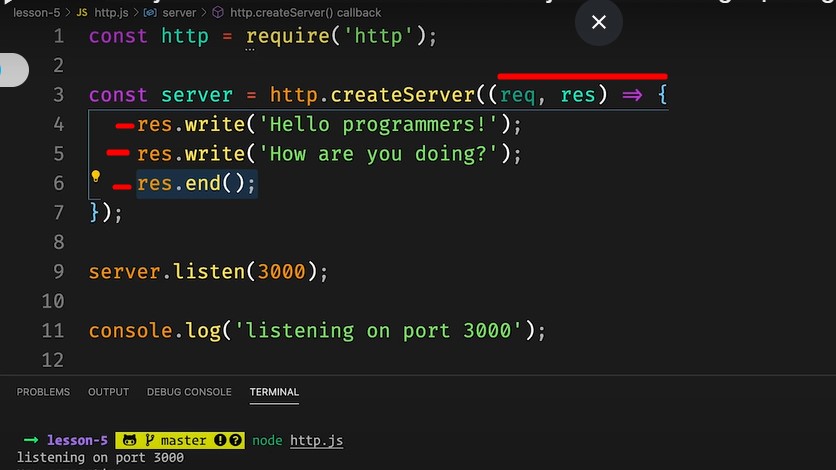 lesson-5 > JS http.js > server > http.createServer() callback
1 const http = require('http');
2
3 const server = http.createServer((req, res) => {
4 res.write('Hello programmers!');
5 res.write('How are you doing?');
6 res.end();
7 });
8
9 server.listen(3000);
10
11 console.log('listening on port 3000');
12
PROBLEMS OUTPUT DEBUG CONSOLE TERMINAL
→ lesson-5 master !? node http.js
listening on port 3000